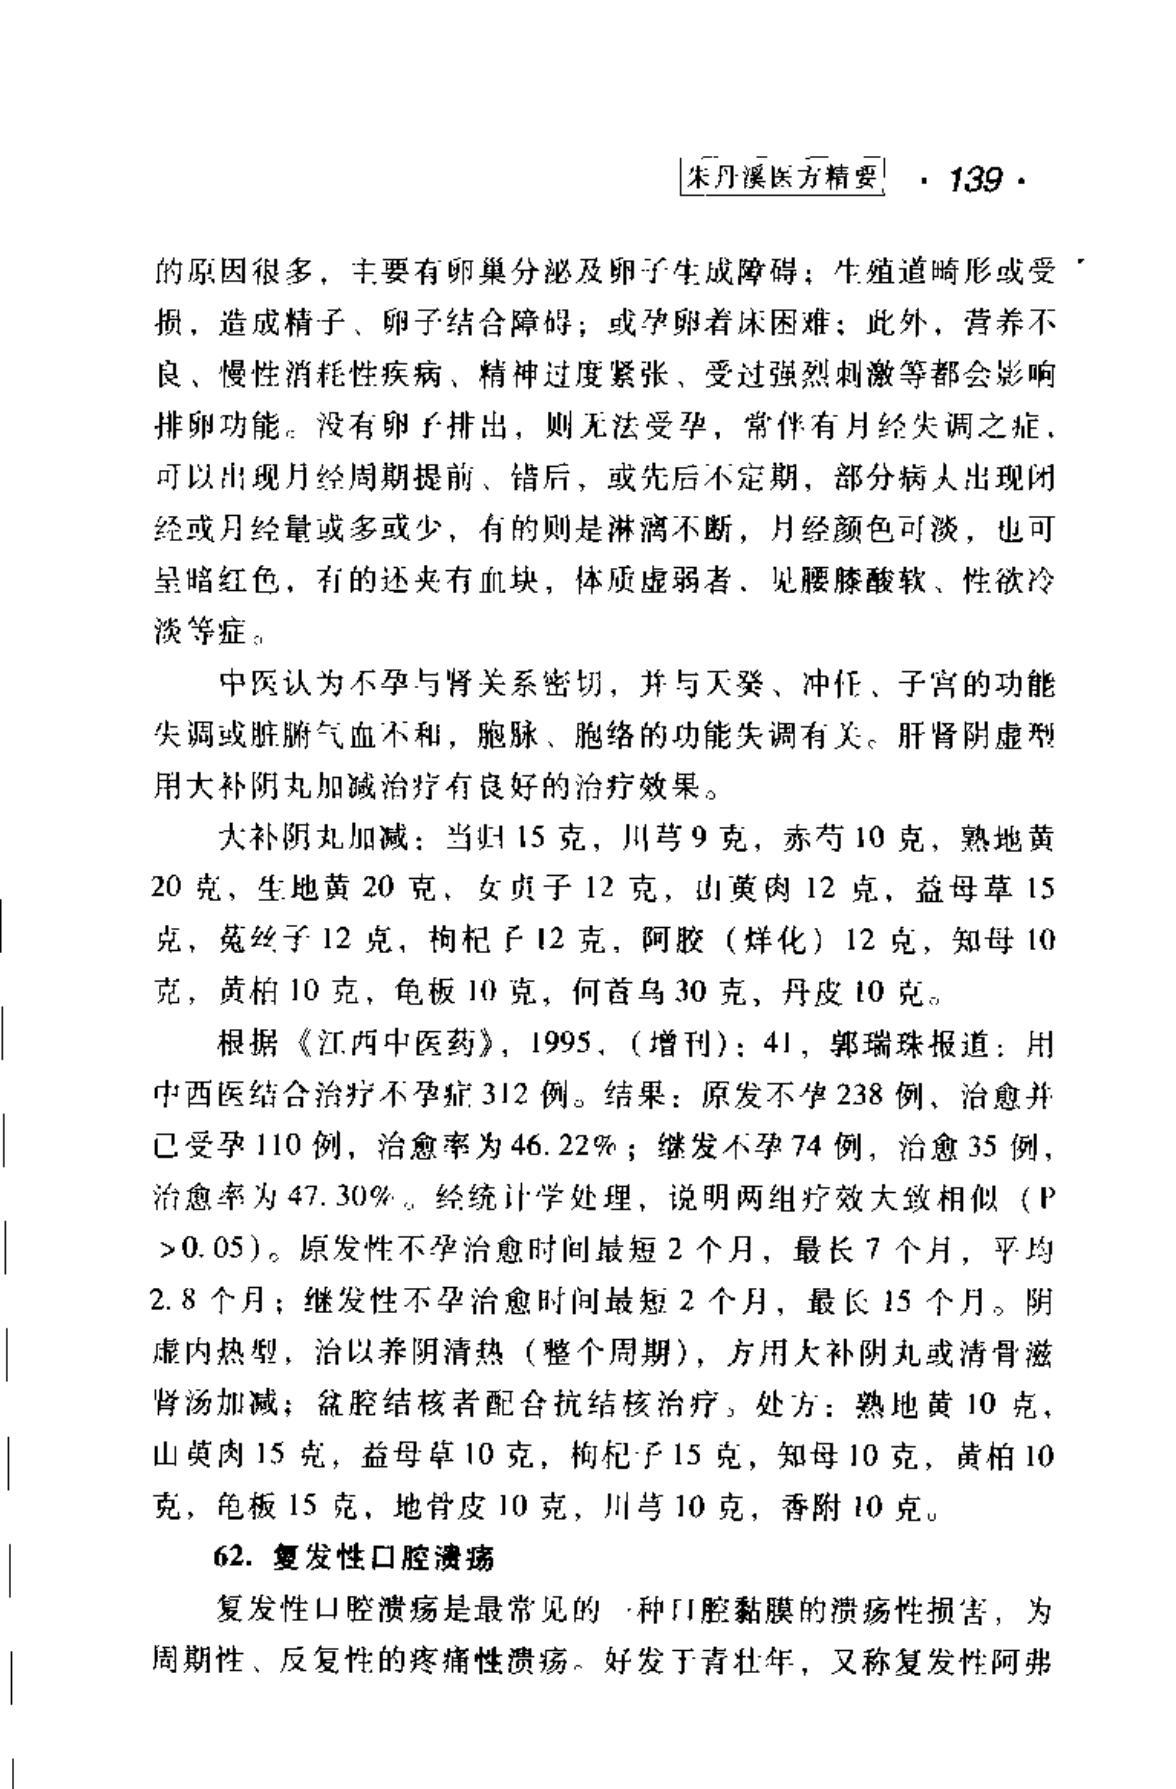 朱丹溪医方精要 · 139 ·
的原因很多，主要有卵巢分泌及卵子生成障碍；生殖道畸形或受
损，造成精子、卵子结合障碍；或孕卵着床困难；此外，营养不
良、慢性消耗性疾病、精神过度紧张、受过强烈刺激等都会影响
排卵功能。没有卵子排出，则无法受孕，常伴有月经失调之症，
可以出现月经周期提前、错后，或先后不定期，部分病人出现闭
经或月经量或多或少，有的则是淋漓不断，月经颜色可淡，也可
呈暗红色，有的还夹有血块，体质虚弱者，见腰膝酸软、性欲冷
淡等症。
中医认为不孕与肾关系密切，并与天癸、冲任、子宫的功能
失调或脏腑气血不和，胞脉、胞络的功能失调有关。肝肾阴虚型
用大补阴丸加减治疗有良好的治疗效果。
大补阴丸加减：当归 15 克，川芎 9 克，赤芍 10 克，熟地黄
20 克，生地黄 20 克，女贞子 12 克，山萸肉 12 克，益母草 15
克，菟丝子 12 克，枸杞子 12 克，阿胶（烊化）12 克，知母 10
克，黄柏 10 克，龟板 10 克，何首乌 30 克，丹皮 10 克。
根据《江西中医药》，1995，（增刊）：41，郭瑞珠报道：用
中西医结合治疗不孕症 312 例。结果：原发不孕 238 例、治愈并
已受孕 110 例，治愈率为 46.22%；继发不孕 74 例，治愈 35 例，
治愈率为 47.30%。经统计学处理，说明两组疗效大致相似（P
>0.05）。原发性不孕治愈时间最短 2 个月，最长 7 个月，平均
2.8 个月；继发性不孕治愈时间最短 2 个月，最长 15 个月。阴
虚内热型，治以养阴清热（整个周期），方用大补阴丸或清骨滋
肾汤加减；盆腔结核者配合抗结核治疗。处方：熟地黄 10 克，
山萸肉 15 克，益母草 10 克，枸杞子 15 克，知母 10 克，黄柏 10
克，龟板 15 克，地骨皮 10 克，川芎 10 克，香附 10 克。
62. 复发性口腔溃疡
复发性口腔溃疡是最常见的一种口腔黏膜的溃疡性损害，为
周期性、反复性的疼痛性溃疡。好发于青壮年，又称复发性阿弗